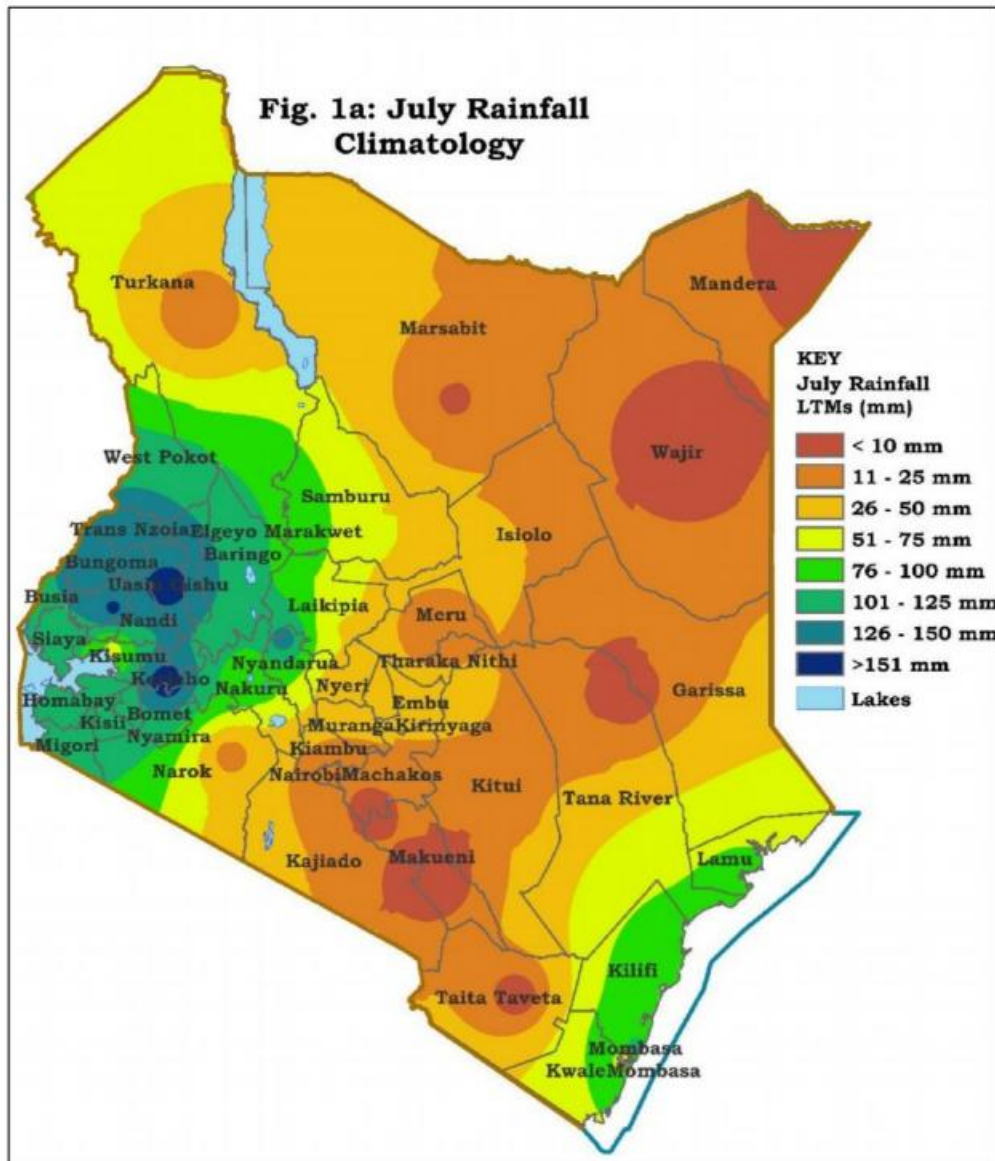 Fig. 1a: July Rainfall
Climatology
Turkana
Mandera
Marsabit
KEY
July Rainfall
LTMs (mm)
< 10 mm
11 - 25 mm
26 - 50 mm
51 - 75 mm
76 - 100 mm
101 - 125 mm
126 - 150 mm
>151 mm
Lakes
West Pokot
Wajir
Samburu
Trans Nzoia
Elgeyo Marakwet
Isiolo
Bungoma
Baringo
Uasin Gishu
Busia
Laikipia
Nandi
Meru
Siaya
Kisumu
Nyandarua
Tharaka Nithi
Kericho
Nakuru
Nyeri
Garissa
Homabay
Embu
Kisii
Bomet
Muranga
Kirinyaga
Migori
Nyamira
Kiambu
Narok
Nairobi
Machakos
Kitui
Tana River
Kajiado
Makueni
Lamu
Kilifi
Taita Taveta
Mombasa
Kwale
Mombasa